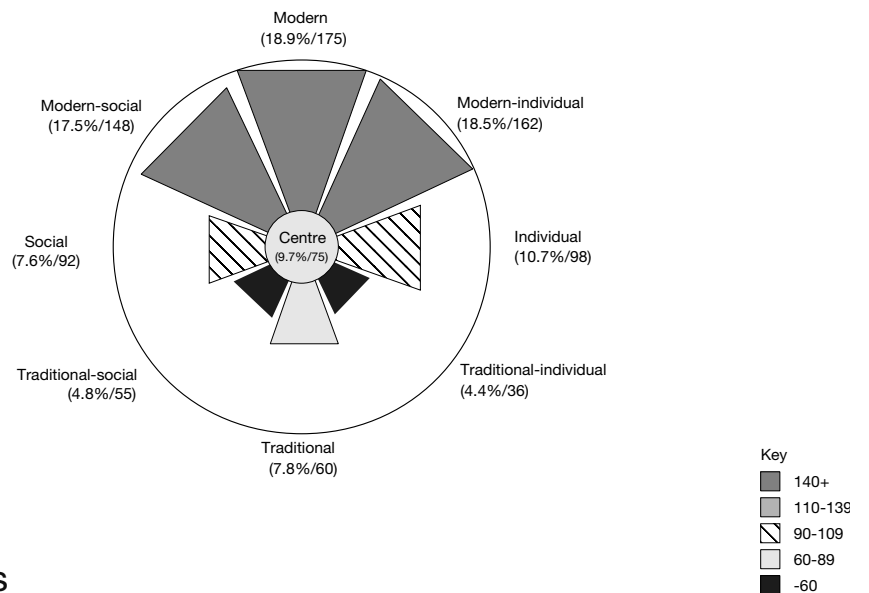 Modern
(18.9%/175)
Modern-social
(17.5%/148)
Modern-individual
(18.5%/162)
Social
(7.6%/92)
Centre
(9.7%/75)
Individual
(10.7%/98)
Traditional-social
(4.8%/55)
Traditional-individual
(4.4%/36)
Traditional
(7.8%/60)
Key
140+
110-139
90-109
60-89
-60
s